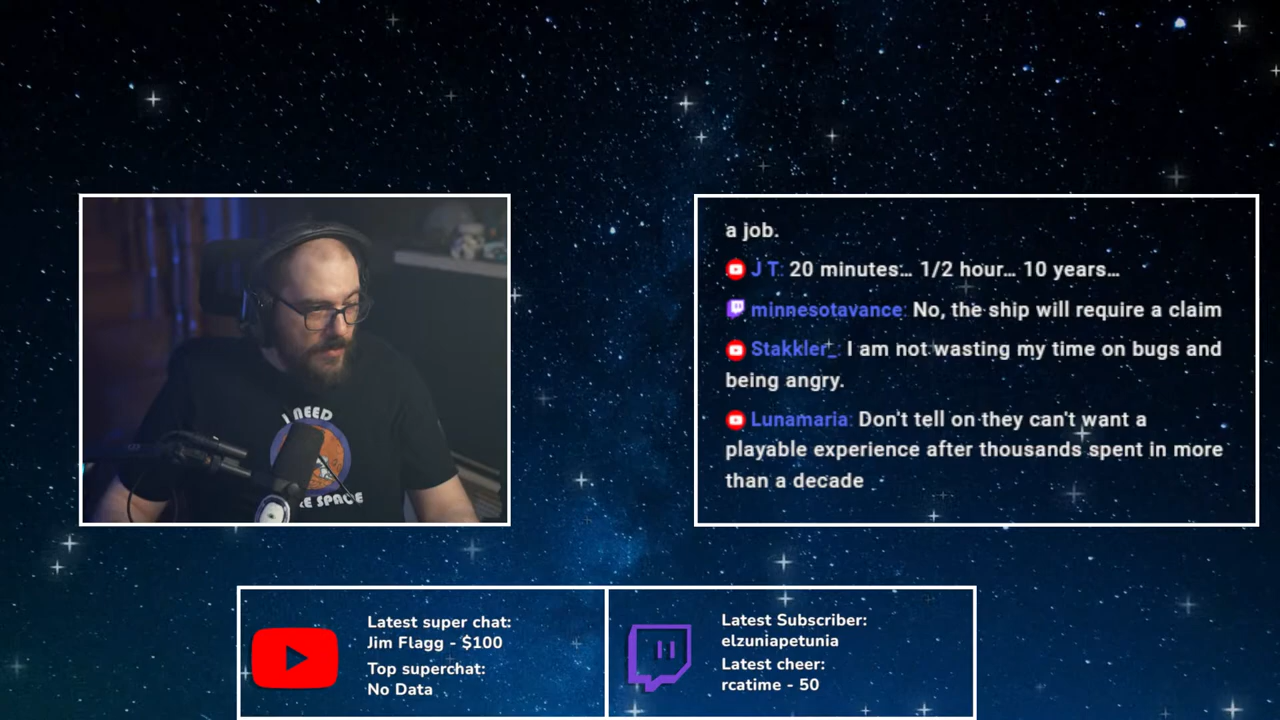 I NEED
SPACE
a job.
J T: 20 minutes… 1/2 hour… 10 years…
minnesotavance: No, the ship will require a claim
Stakkler_: I am not wasting my time on bugs and
being angry.
Lunamaria: Don't tell on they can't want a
playable experience after thousands spent in more
than a decade
Latest super chat:
Jim Flagg - $100
Top superchat:
No Data
Latest Subscriber:
elzuniapetunia
Latest cheer:
rcatime - 50